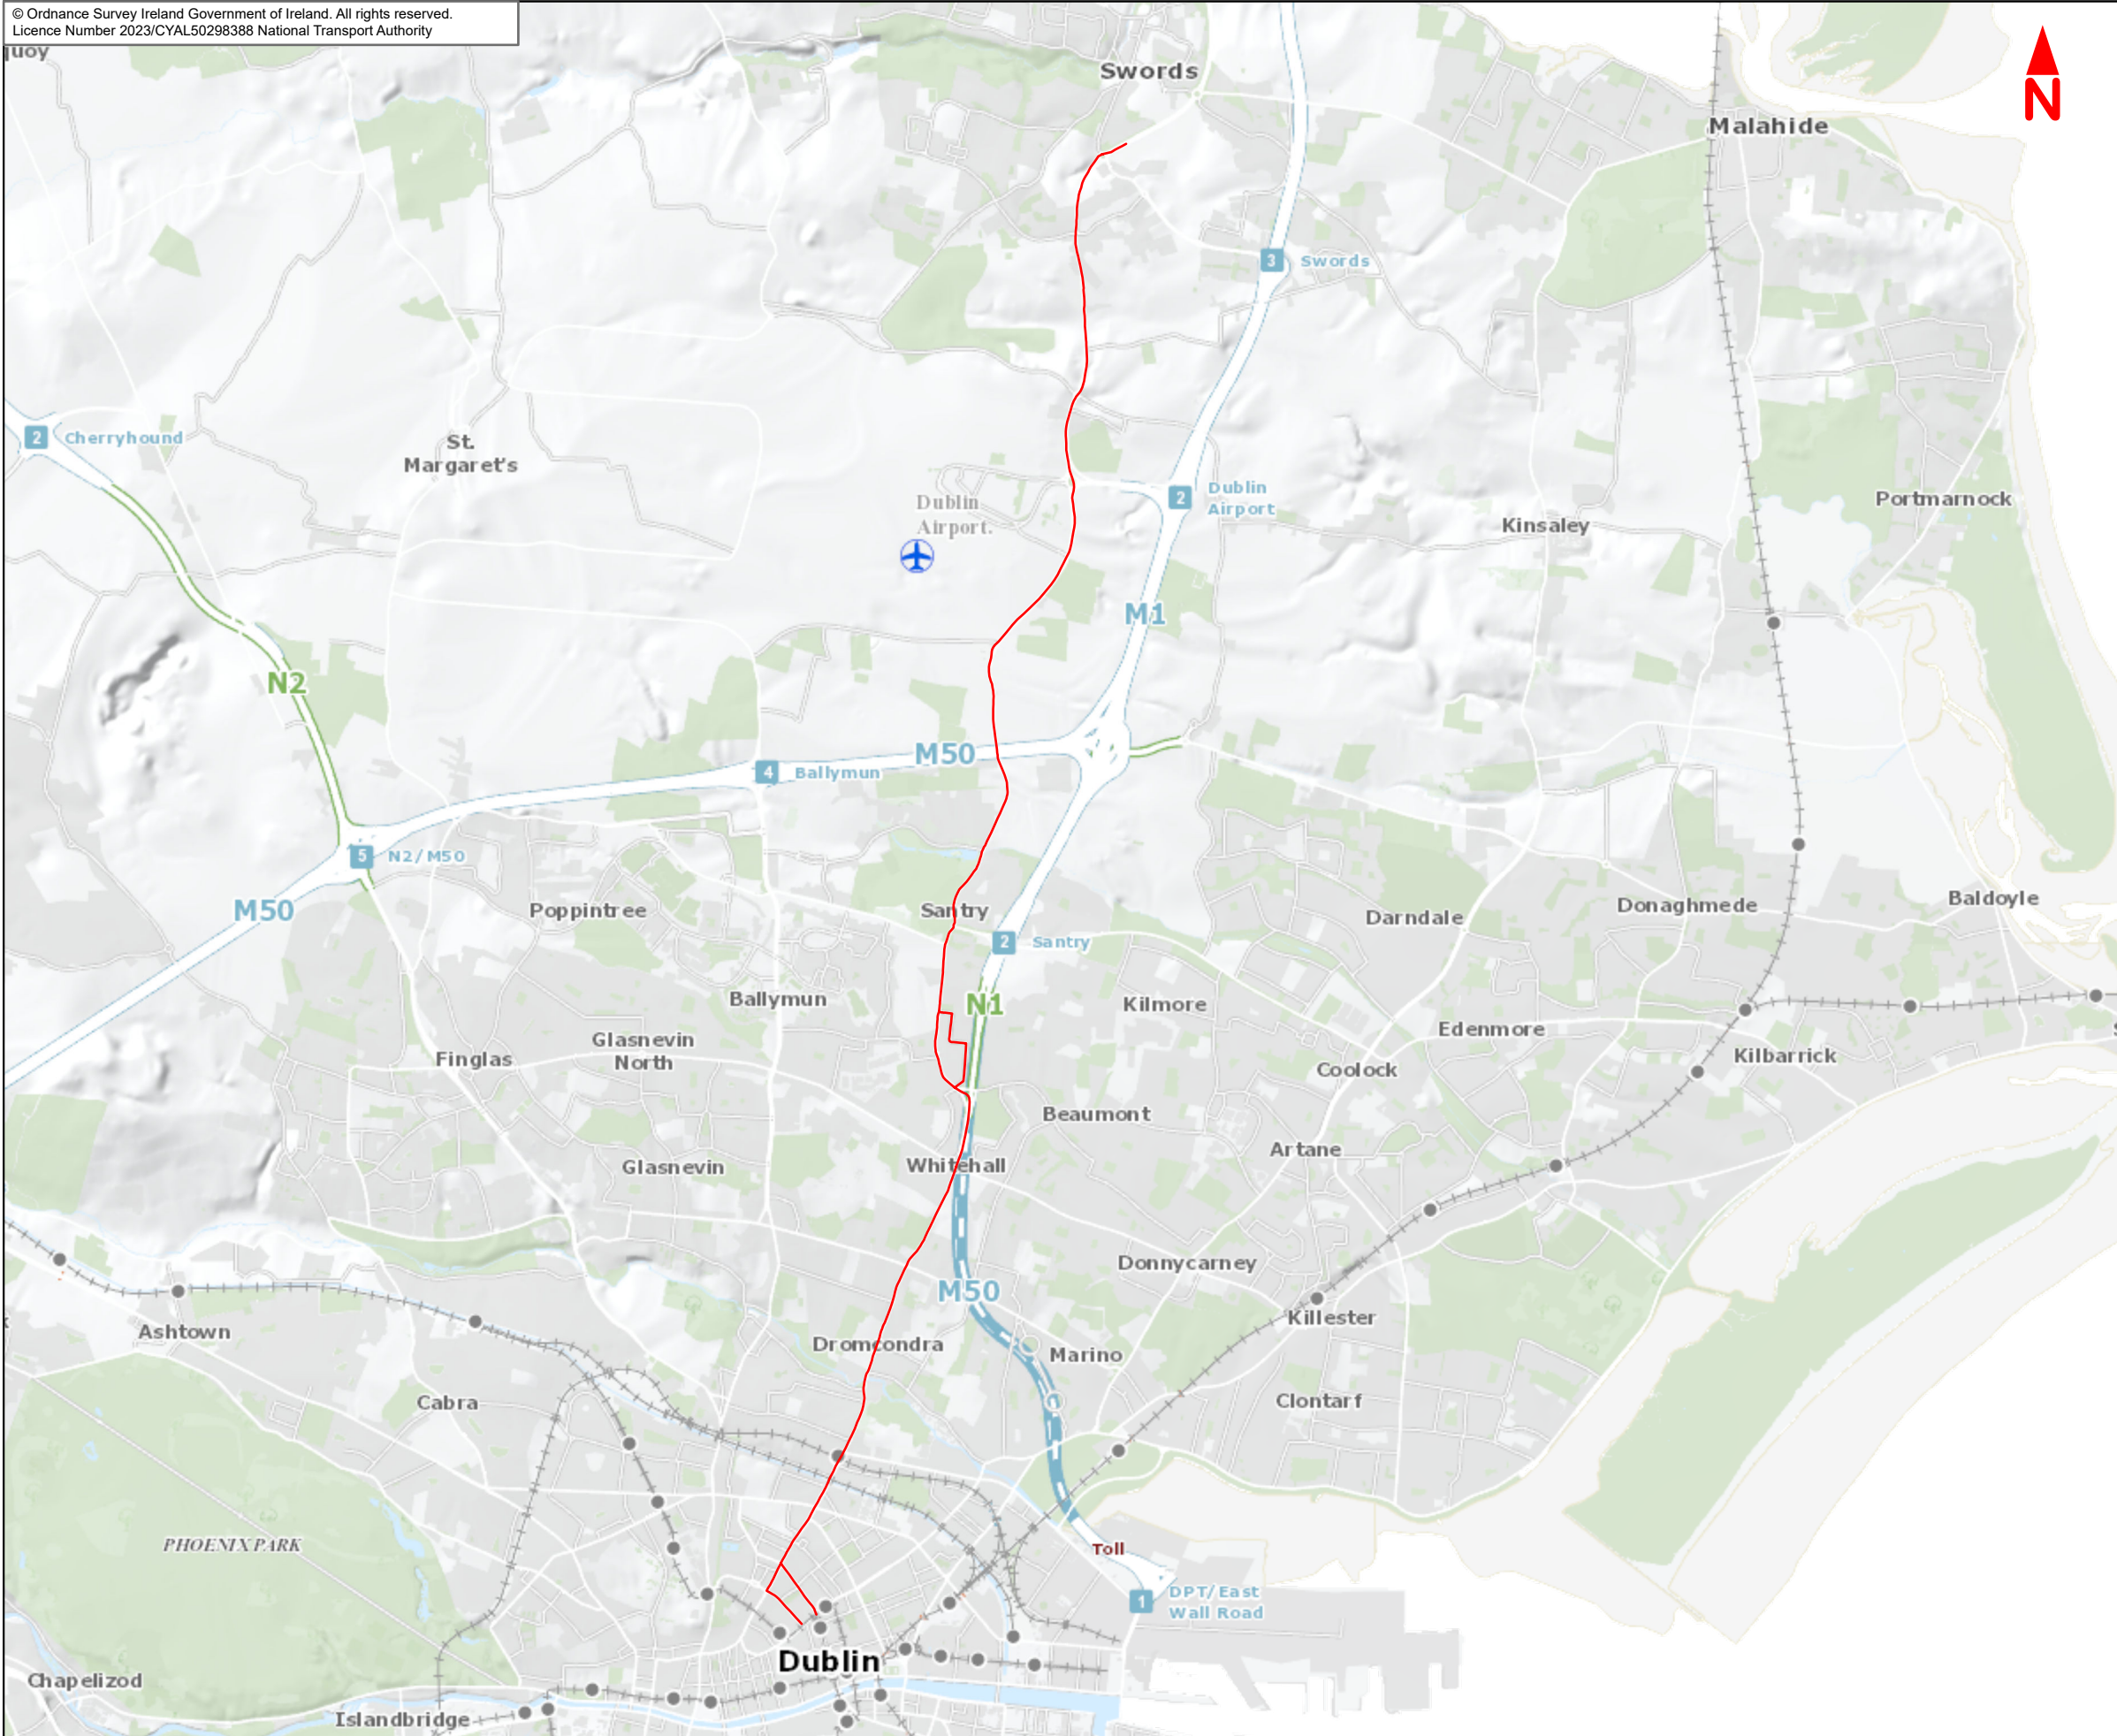 © Ordnance Survey Ireland Government of Ireland. All rights reserved.
Licence Number 2023/CYAL50298388 National Transport Authority
quoy
Swords
N
Malahide
3 Swords
2 Cherryhound
St.
Margaret's
Dublin
Airport.
2 Dublin
Airport
Kinsaley
Portmarnock
M1
N2
M50
4 Ballymun
5 N2/M50
M50
Poppintree
Santry
2 Santry
Darndale
Donaghmede
Baldoyle
Ballymun
N1
Kilmore
Edenmore
Glasnevin
North
Finglas
Coolock
Kilbarrick
Beaumont
Artane
Glasnevin
Whitehall
Donnycarney
M50
Ashtown
Dromcondra
Marino
Killester
Cabra
Clontarf
PHOENIX PARK
Toll
1 DPT/East
Wall Road
Dublin
Chapelizod
Islandbridge